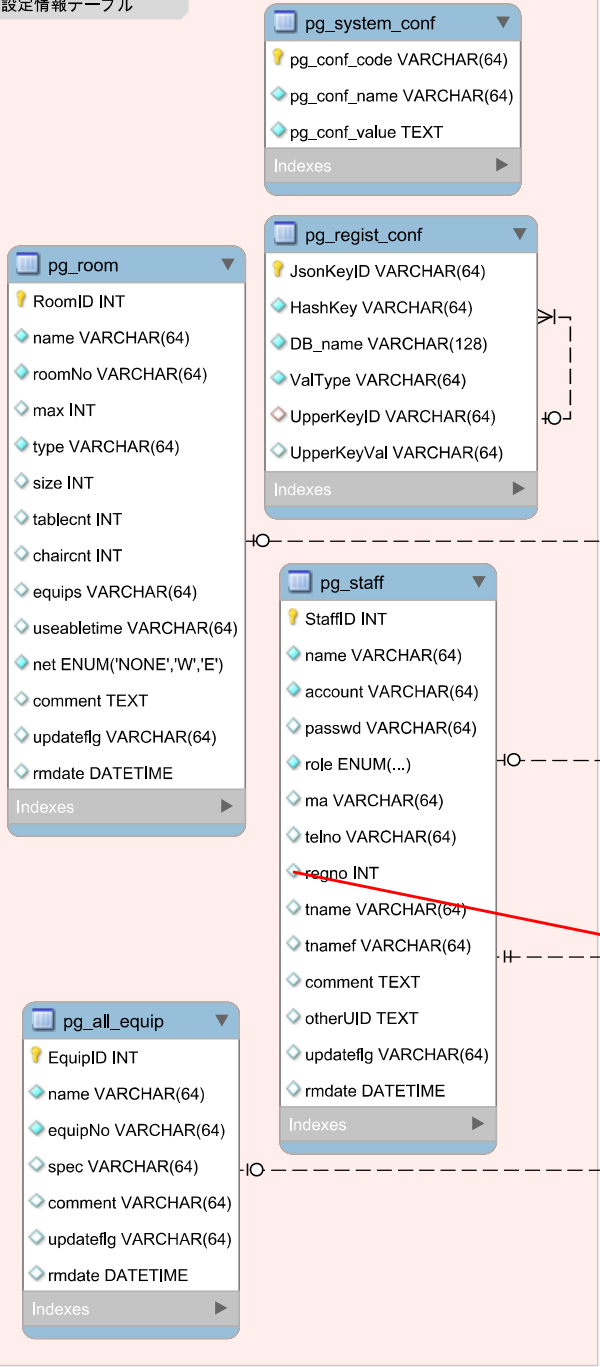 設定情報テーブル
pg_system_conf
pg_conf_code VARCHAR(64)
pg_conf_name VARCHAR(64)
pg_conf_value TEXT
Indexes
pg_regist_conf
JsonKeyID VARCHAR(64)
HashKey VARCHAR(64)
DB_name VARCHAR(128)
ValType VARCHAR(64)
UpperKeyID VARCHAR(64)
UpperKeyVal VARCHAR(64)
Indexes
pg_room
RoomID INT
name VARCHAR(64)
roomNo VARCHAR(64)
max INT
type VARCHAR(64)
size INT
tablecnt INT
chaircnt INT
equips VARCHAR(64)
useabletime VARCHAR(64)
net ENUM('NONE','W','E')
comment TEXT
updateflg VARCHAR(64)
rmdate DATETIME
Indexes
pg_staff
StaffID INT
name VARCHAR(64)
account VARCHAR(64)
passwd VARCHAR(64)
role ENUM(...)
ma VARCHAR(64)
telno VARCHAR(64)
regno INT
tname VARCHAR(64)
tnamef VARCHAR(64)
comment TEXT
otherUID TEXT
updateflg VARCHAR(64)
rmdate DATETIME
Indexes
pg_all_equip
EquipID INT
name VARCHAR(64)
equipNo VARCHAR(64)
spec VARCHAR(64)
comment VARCHAR(64)
updateflg VARCHAR(64)
rmdate DATETIME
Indexes